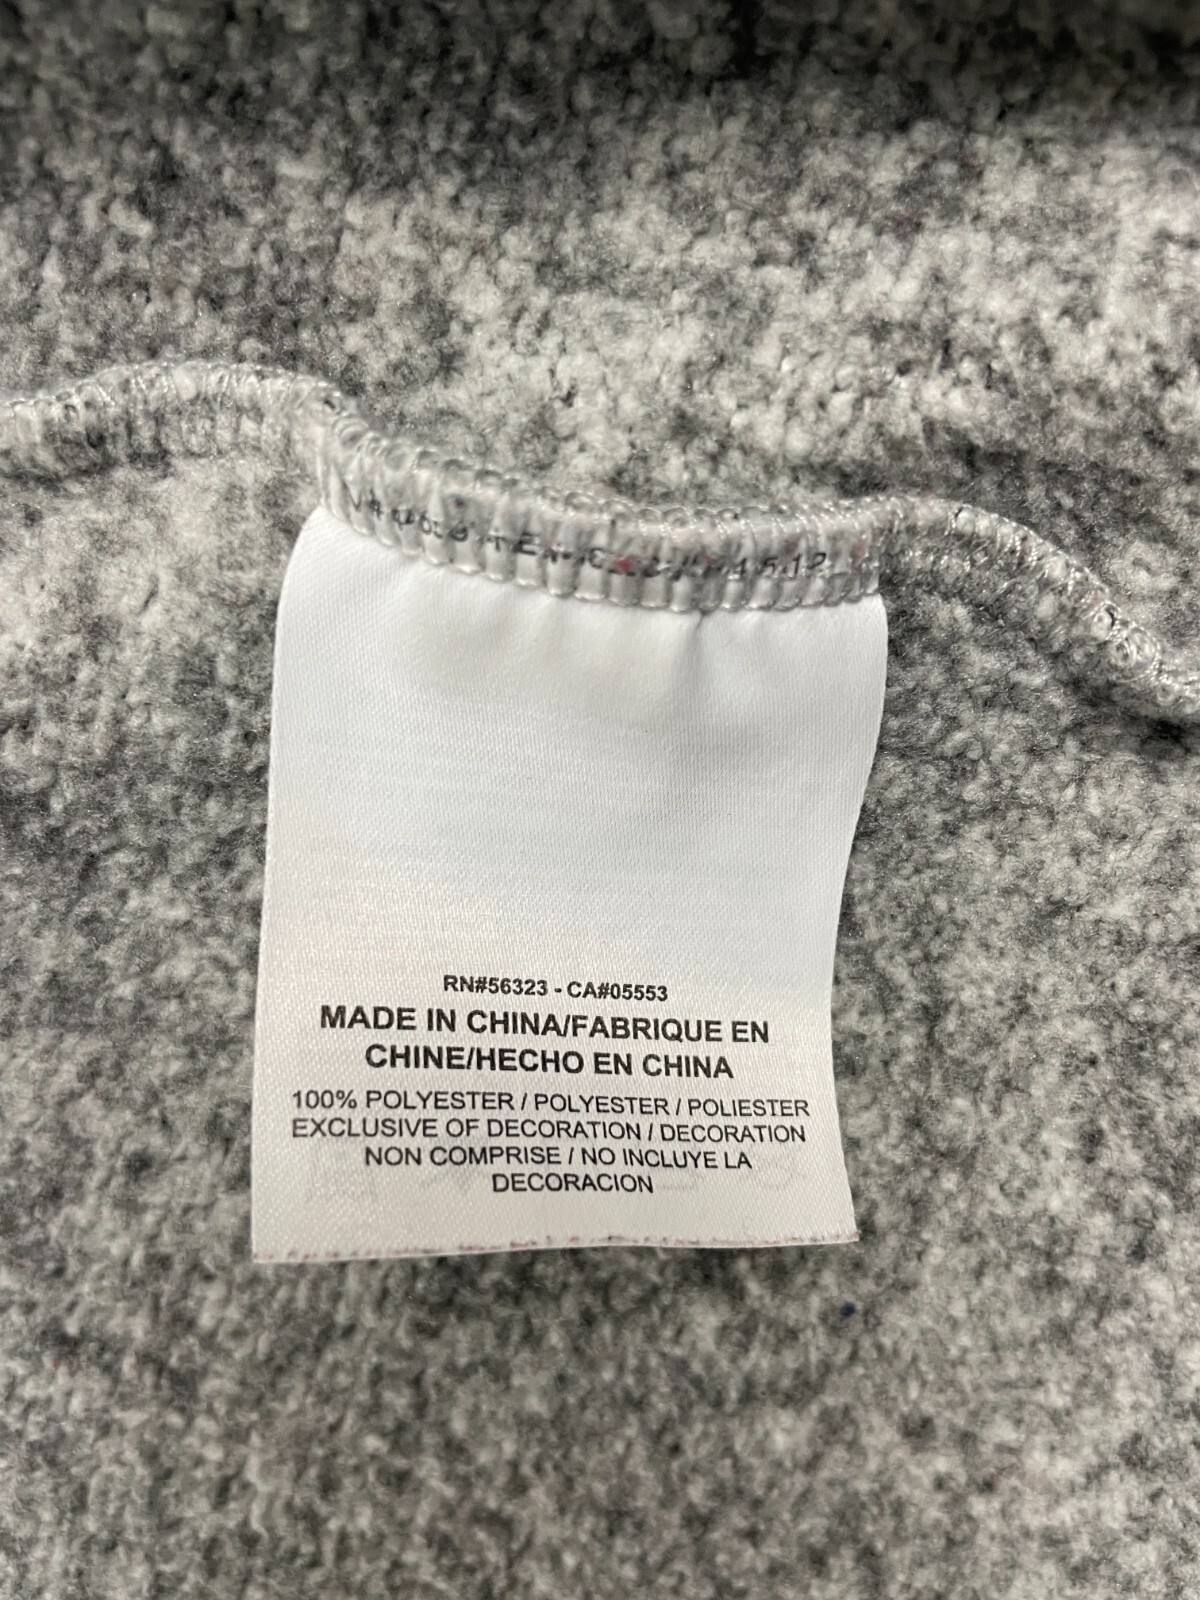 RN#56323 - CA#05553
MADE IN CHINA/FABRIQUE EN
CHINE/HECHO EN CHINA
100% POLYESTER / POLYESTER / POLIESTER
EXCLUSIVE OF DECORATION / DECORATION
NON COMPRISE / NO INCLUYE LA
DECORACION